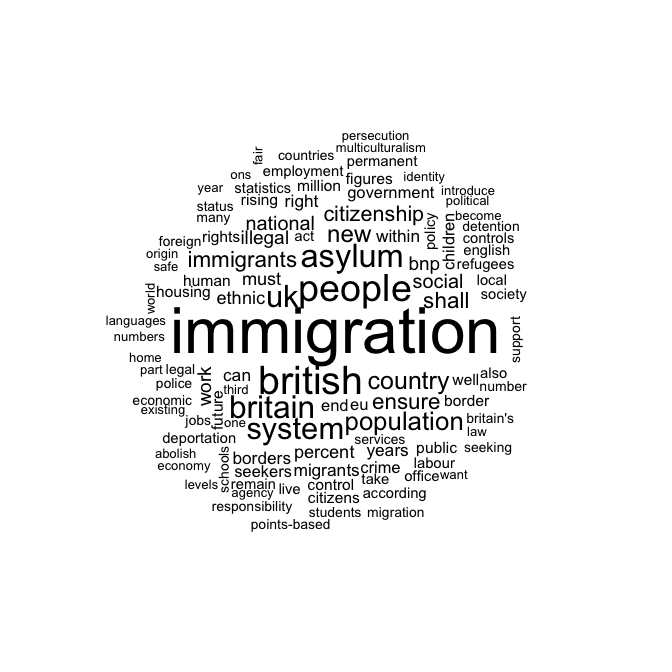 persecution
multiculturalism
fair countries permanent
ons employment figures identity
year statistics million government introduce
status rising right political
many national citizenship policy become
foreign rights illegal act new within children detention
controls
origin immigrants asylum bnp english
safe refugees
human must people social local
world housing ethnic uk shall society
languages immigration support
numbers
home
part legal work can british country well also
police third number
economic future britain end eu ensure border
existing
jobs one system population britain's
deportation services law
abolish schools borders percent years public seeking
economy seekers migrants crime labour
levels remain control take office want
agency live citizens according
responsibility students migration
points-based